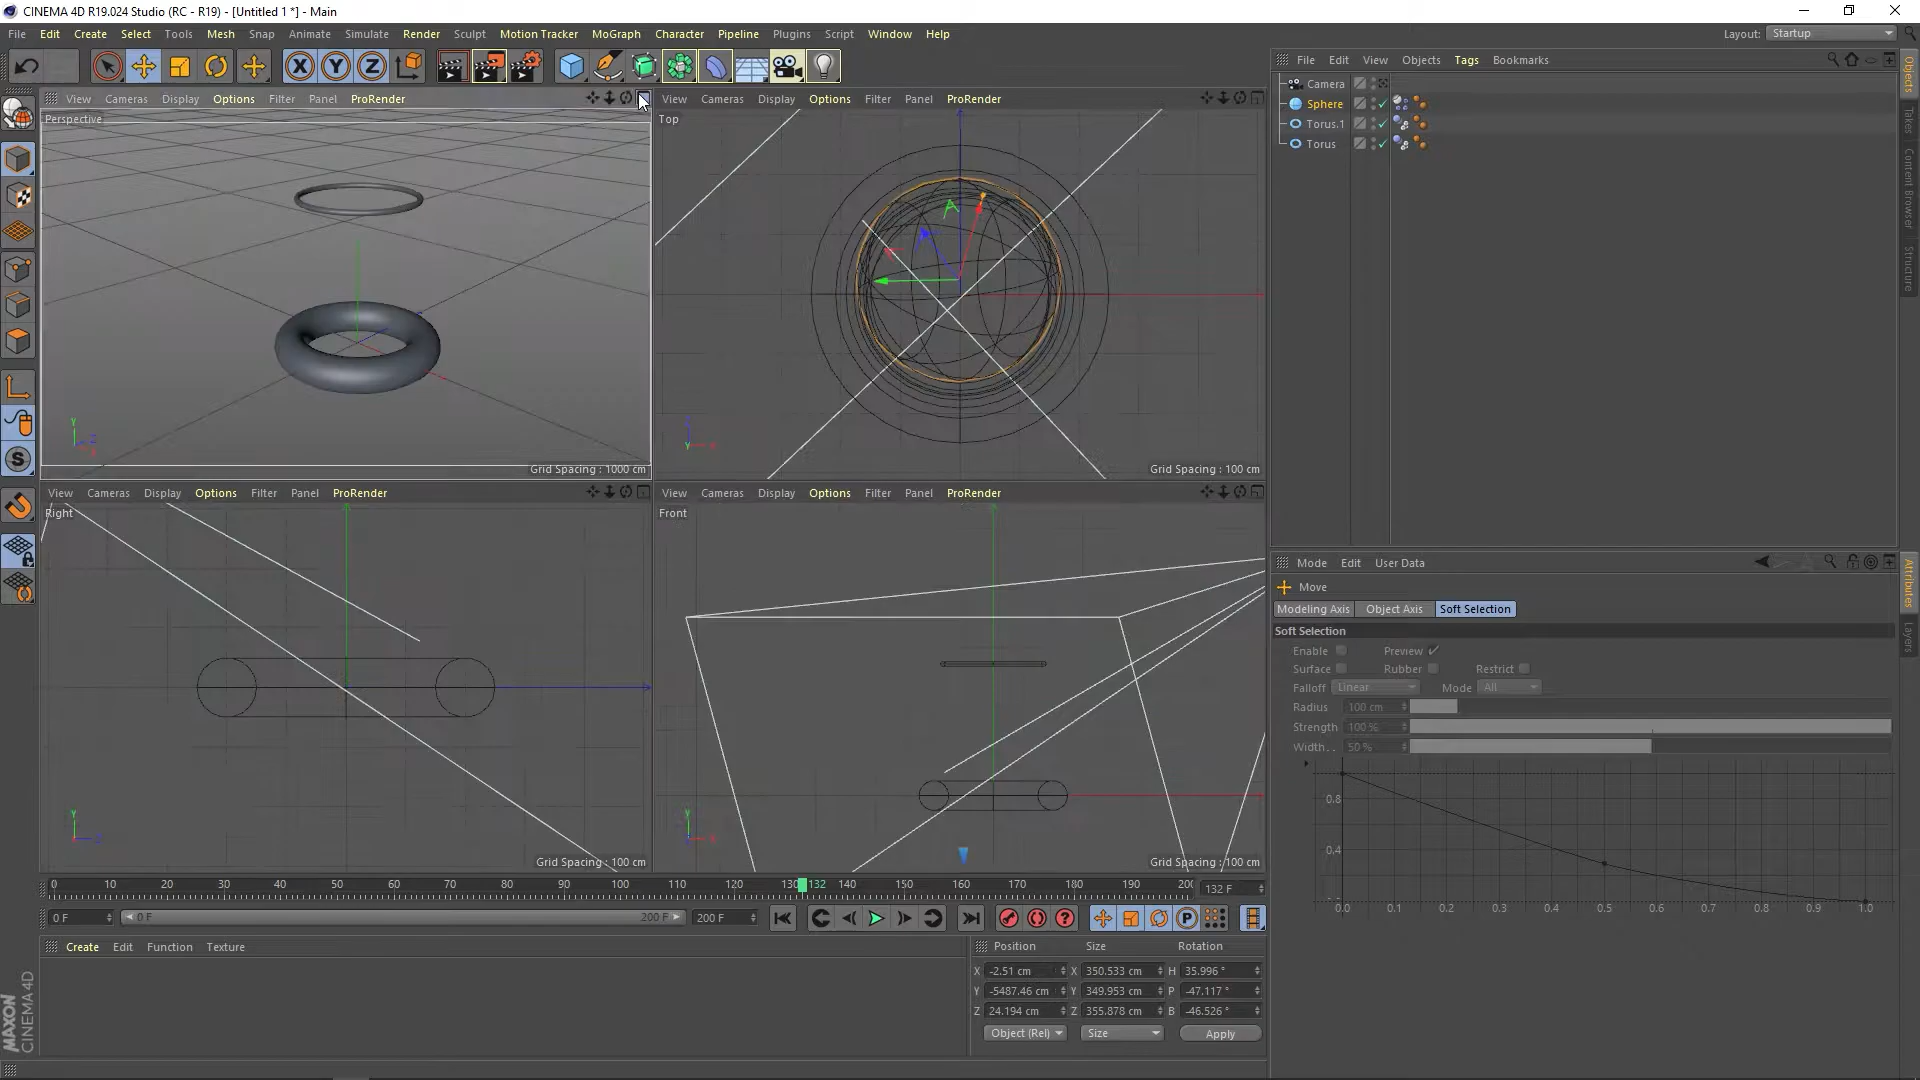 CINEMA 4D R19.024 Studio (RC - R19) - [Untitled 1 *] - Main
File Edit Create Select Tools Mesh Snap Animate Simulate Render Sculpt Motion Tracker MoGraph Character Pipeline Plugins Script Window Help
Layout: Startup
X Y Z
File Edit View Objects Tags Bookmarks
Camera
Sphere
Torus.1
Torus
Objects
Takes
Content Browser
Structure
View Cameras Display Options Filter Panel ProRender
Perspective
Grid Spacing : 1000 cm
View Cameras Display Options Filter Panel ProRender
Top
Grid Spacing : 100 cm
View Cameras Display Options Filter Panel ProRender
Right
Grid Spacing : 100 cm
View Cameras Display Options Filter Panel ProRender
Front
Grid Spacing : 100 cm
Mode Edit User Data
Move
Modeling Axis Object Axis Soft Selection
Soft Selection
Enable Preview
Surface Rubber Restrict
Falloff Linear Mode All
Radius 100 cm
Strength 100 %
Width . . 50 %
0.8
0.4
0.0 0.1 0.2 0.3 0.4 0.5 0.6 0.7 0.8 0.9 1.0
Attributes
Layers
0 10 20 30 40 50 60 70 80 90 100 110 120 130 132 140 150 160 170 180 190 200
132 F
0 F 0 F 200 F 200 F
Create Edit Function Texture
Position Size Rotation
X -2.51 cm X 350.533 cm H 35.996 °
Y -5487.46 cm Y 349.953 cm P -47.117 °
Z 24.194 cm Z 355.878 cm B -46.526 °
Object (Rel) Size Apply
MAXON
CINEMA 4D